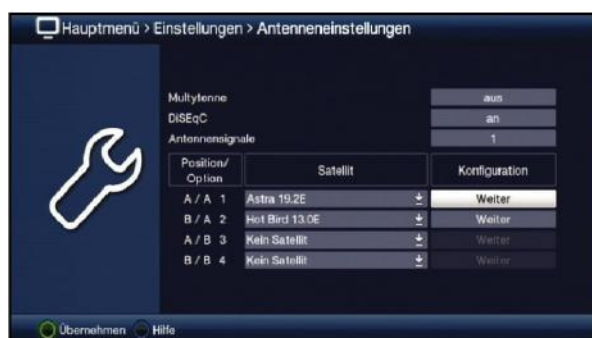 Hauptmenü > Einstellungen > Antenneneinstellungen
Multytenne aus
DiSEqC an
Antennensignale 1
Position/ Option Satellit Konfiguration
A / A 1 Astra 19.2E Weiter
B / A 2 Hot Bird 13.0E Weiter
A / B 3 Kein Satellit Weiter
B / B 4 Kein Satellit Weiter
Übernehmen Hilfe